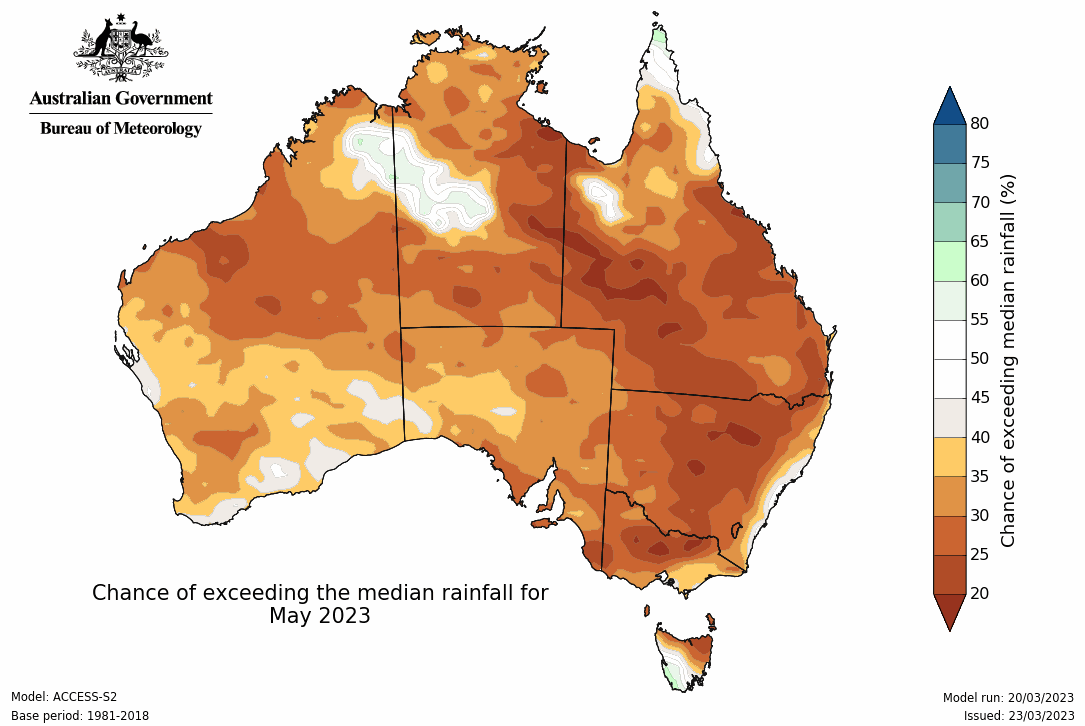 Australian Government
Bureau of Meteorology
80
75
70
65
60
55
50
45
40
35
30
25
20
Chance of exceeding median rainfall (%)
Chance of exceeding the median rainfall for
May 2023
Model: ACCESS-S2
Base period: 1981-2018
Model run: 20/03/2023
Issued: 23/03/2023